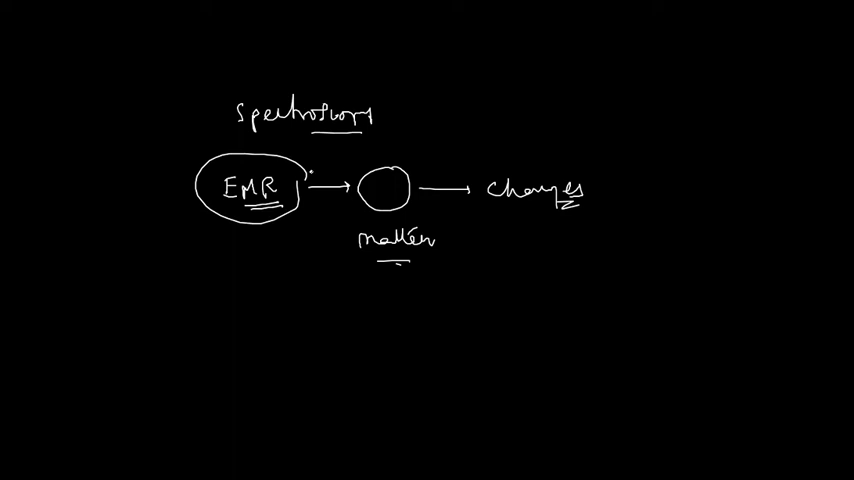 Spectroscopy
EMR → → changes
matter